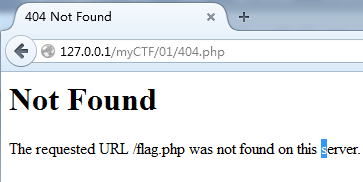 404 Not Found
127.0.0.1/myCTF/01/404.php
Not Found
The requested URL /flag.php was not found on this server.